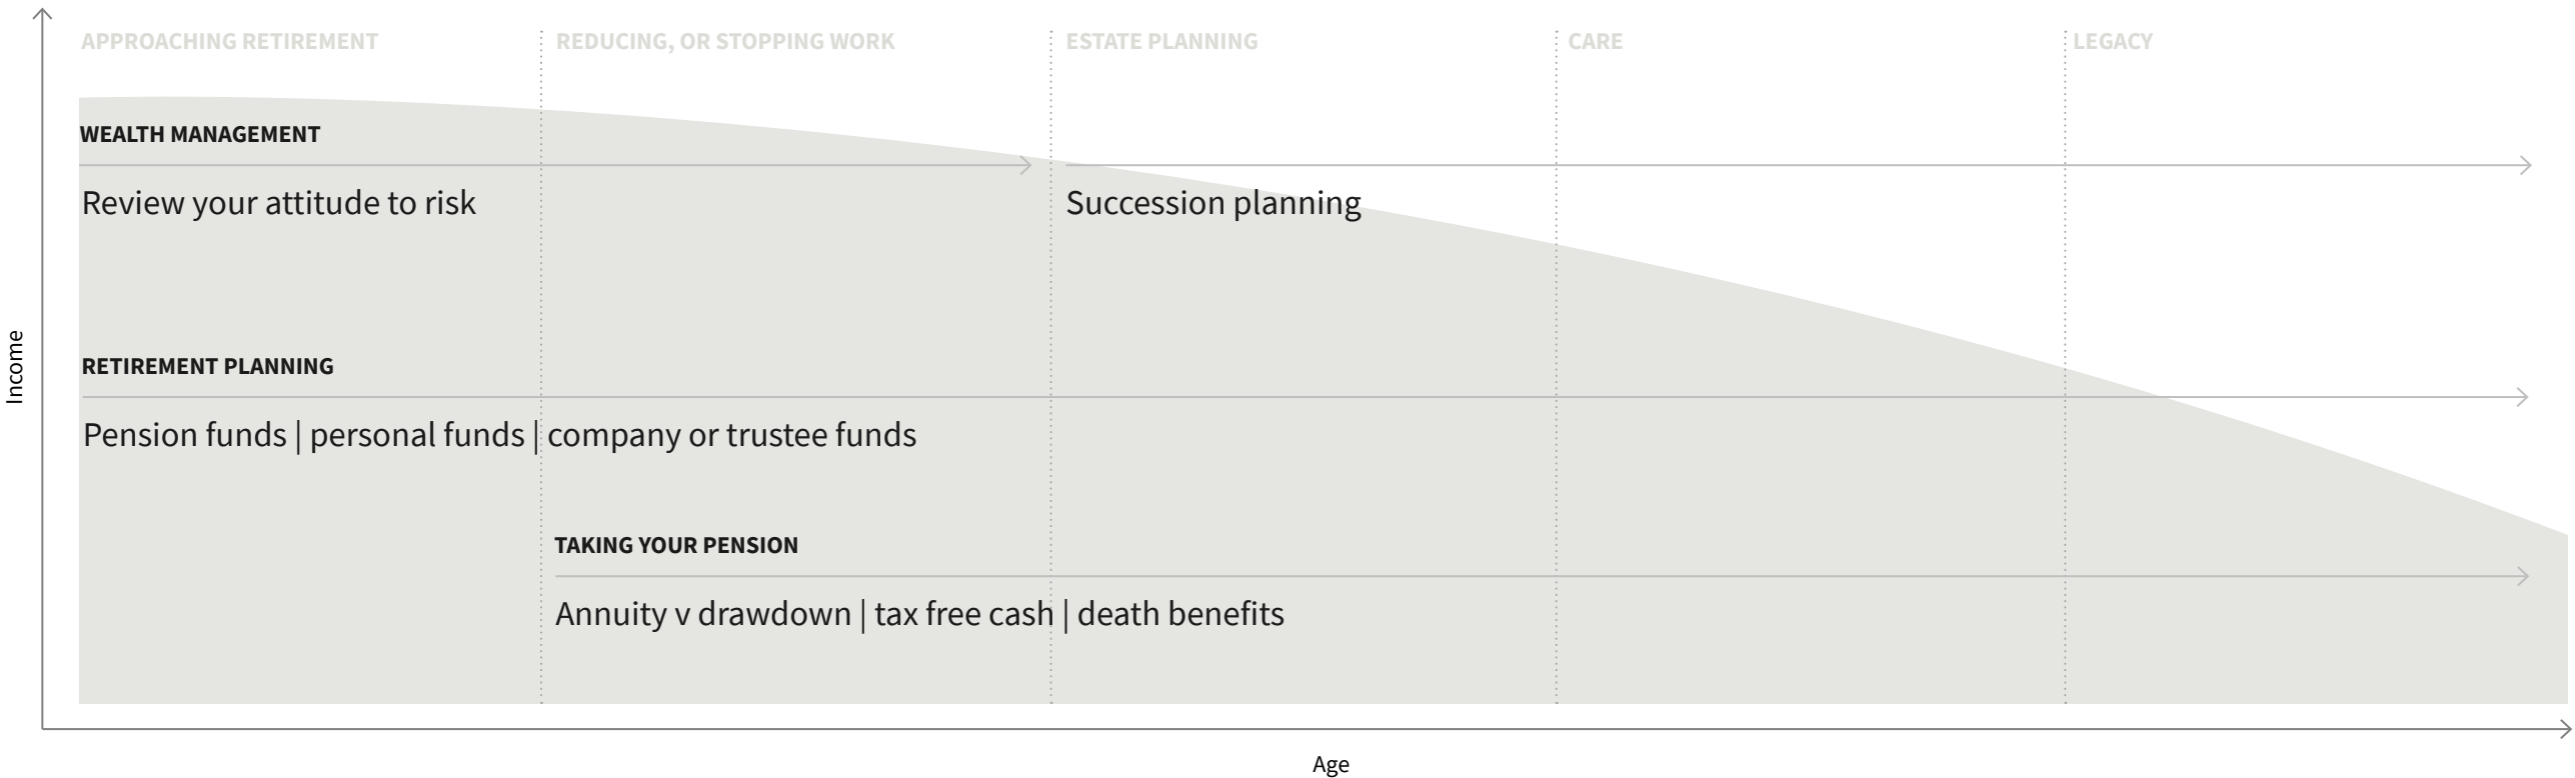 APPROACHING RETIREMENT
REDUCING, OR STOPPING WORK
ESTATE PLANNING
CARE
LEGACY
WEALTH MANAGEMENT
Review your attitude to risk
Succession planning
Income
RETIREMENT PLANNING
Pension funds | personal funds | company or trustee funds
TAKING YOUR PENSION
Annuity v drawdown | tax free cash | death benefits
Age